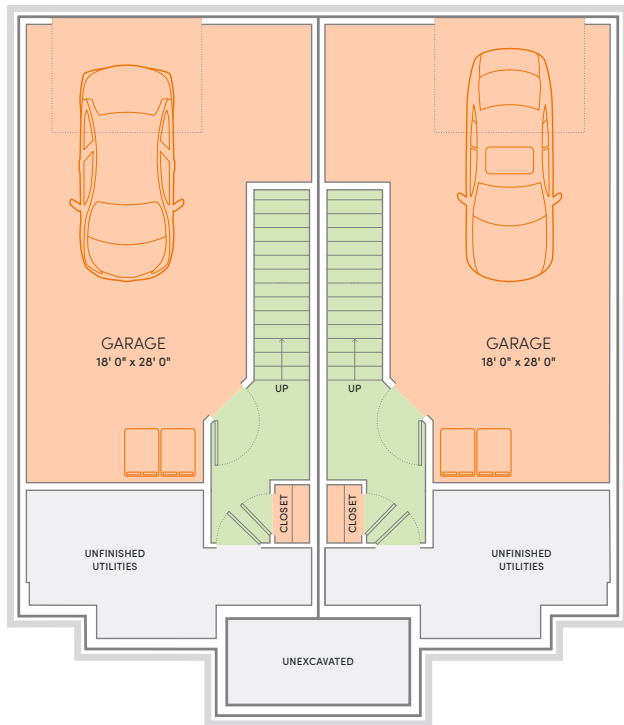 GARAGE
18' 0" x 28' 0"
GARAGE
18' 0" x 28' 0"
UP
UP
CLOSET
CLOSET
UNFINISHED
UTILITIES
UNFINISHED
UTILITIES
UNEXCAVATED